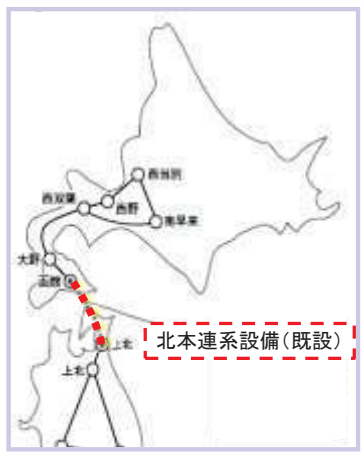 西当別
西双葉
西野
南早来
大野
函館
上北
北本連系設備(既設)
上北